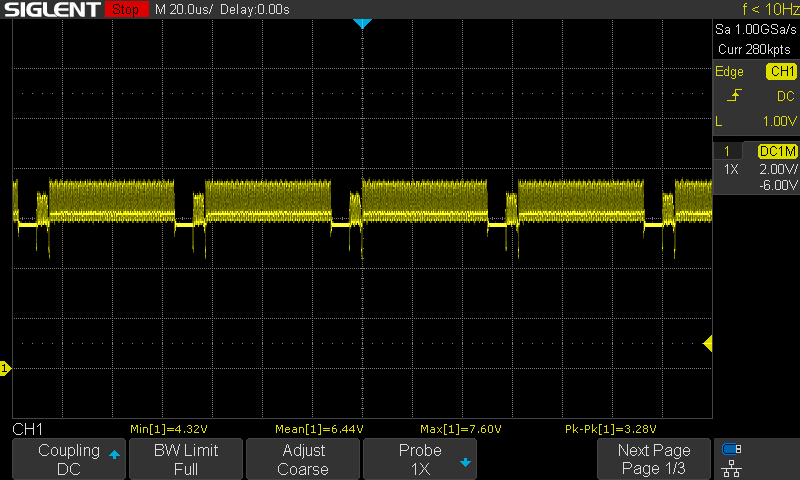 SIGLENT Stop M 20.0us/ Delay:0.00s f < 10Hz
Sa 1.00GSa/s
Curr 280kpts
Edge CH1
DC
L 1.00V
1 DC1M
1X 2.00V/
-6.00V
1
CH1 Min[1]=4.32V Mean[1]=6.44V Max[1]=7.60V Pk-Pk[1]=3.28V
Coupling BW Limit Adjust Probe Next Page
DC Full Coarse 1X Page 1/3